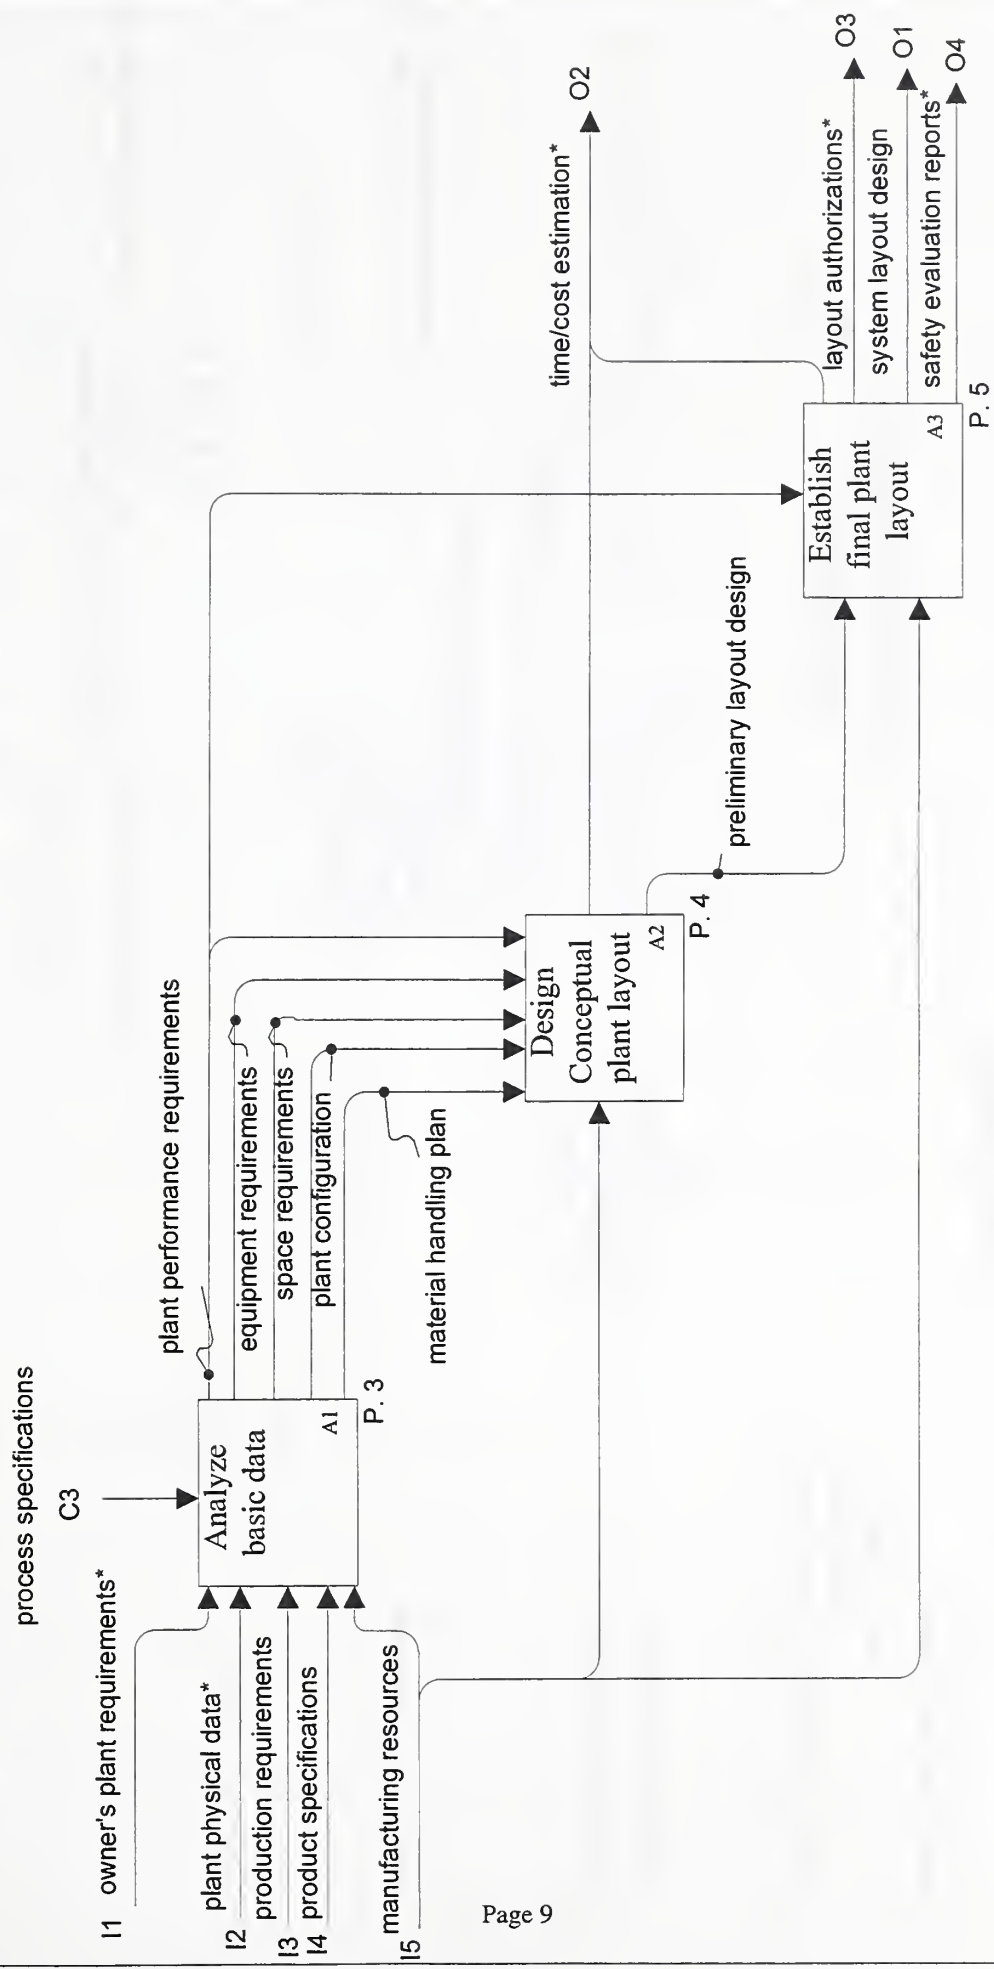 process specifications
C3
I1 owner's plant requirements*
plant physical data*
I2
production requirements
I3
product specifications
I4
manufacturing resources
I5
Analyze
basic data
A1
P. 3
plant performance requirements
equipment requirements
space requirements
plant configuration
material handling plan
Design
Conceptual
plant layout
A2
P. 4
preliminary layout design
time/cost estimation*
O2
Establish
final plant
layout
A3
P. 5
layout authorizations*
O3
system layout design
O1
safety evaluation reports*
O4
Page 9